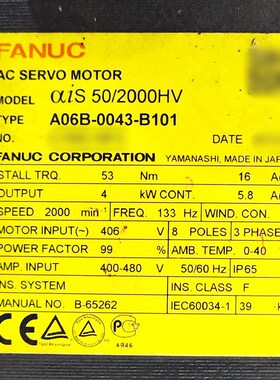 FANUC
AC SERVO MOTOR
MODEL αiS 50/2000HV
TYPE A06B-0043-B101
NO. DATE
FANUC CORPORATION YAMANASHI, MADE IN JAP
STALL TRQ. 53 Nm 16 A
OUTPUT 4 kW CONT. 5.8 A
SPEED 2000 min⁻¹ FREQ. 133 Hz WIND. CON.
MOTOR INPUT(~) 406 V 8 POLES 3 PHASE
POWER FACTOR 99 % AMB. TEMP. 0-40
AMP. INPUT 400-480 V 50/60 Hz IP65
INS. SYSTEM INS. CLASS F
MANUAL NO. B-65262 IEC60034-1 39
CE
АЯ46